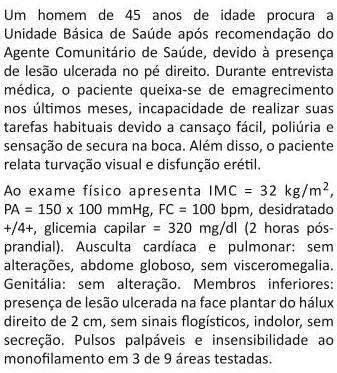 Um homem de 45 anos de idade procura a
Unidade Básica de Saúde após recomendação do
Agente Comunitário de Saúde, devido à presença
de lesão ulcerada no pé direito. Durante entrevista
médica, o paciente queixa-se de emagrecimento
nos últimos meses, incapacidade de realizar suas
tarefas habituais devido a cansaço fácil, poliúria e
sensação de secura na boca. Além disso, o paciente
relata turvação visual e disfunção erétil.
Ao exame físico apresenta IMC = 32 kg/m²,
PA = 150 x 100 mmHg, FC = 100 bpm, desidratado
+/4+, glicemia capilar = 320 mg/dl (2 horas pós-
prandial). Ausculta cardíaca e pulmonar: sem
alterações, abdome globoso, sem visceromegalia.
Genitália: sem alteração. Membros inferiores:
presença de lesão ulcerada na face plantar do hálux
direito de 2 cm, sem sinais flogísticos, indolor, sem
secreção. Pulsos palpáveis e insensibilidade ao
monofilamento em 3 de 9 áreas testadas.